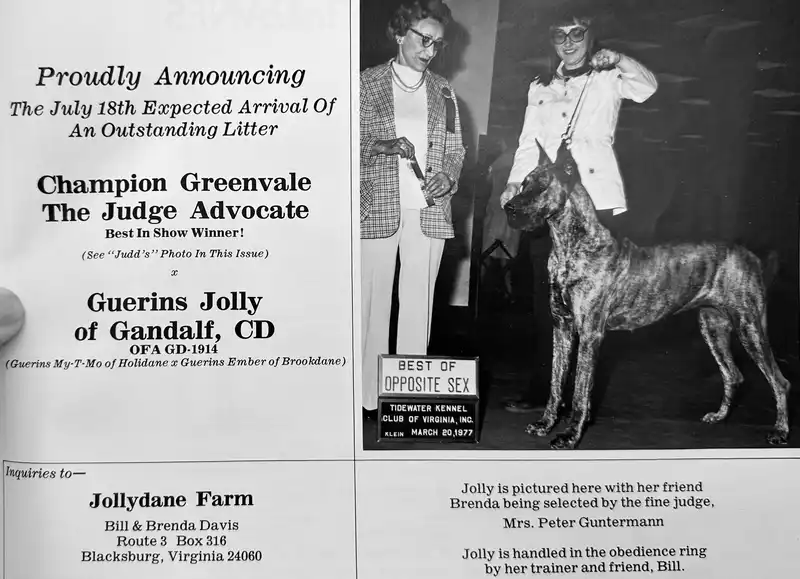 Proudly Announcing
The July 18th Expected Arrival Of
An Outstanding Litter
Champion Greenvale
The Judge Advocate
Best In Show Winner!
(See "Judd's" Photo In This Issue)
x
Guerins Jolly
of Gandalf, CD
OFA GD-1914
(Guerins My-T-Mo of Holidane x Guerins Ember of Brookdane)
BEST OF
OPPOSITE SEX
TIDEWATER KENNEL
CLUB OF VIRGINIA, INC.
KLEIN MARCH 20, 1977
Inquiries to—
Jollydane Farm
Bill & Brenda Davis
Route 3 Box 316
Blacksburg, Virginia 24060
Jolly is pictured here with her friend
Brenda being selected by the fine judge,
Mrs. Peter Guntermann
Jolly is handled in the obedience ring
by her trainer and friend, Bill.